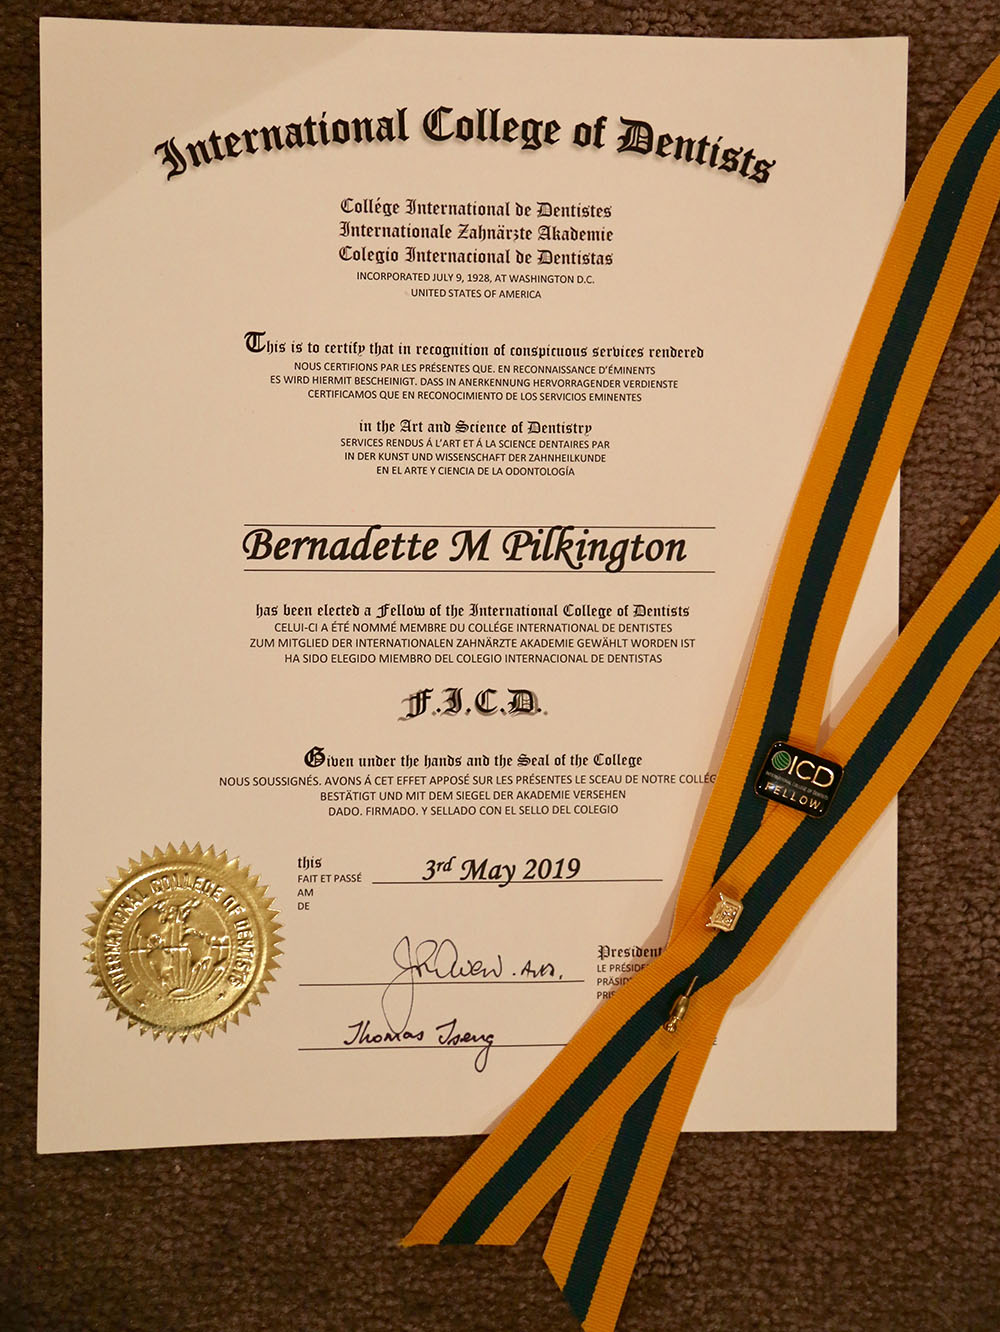 International College of Dentists
Collége International de Dentistes
Internationale Zahnärzte Akademie
Colegio Internacional de Dentistas
INCORPORATED JULY 9, 1928, AT WASHINGTON D.C.
UNITED STATES OF AMERICA
This is to certify that in recognition of conspicuous services rendered
NOUS CERTIFIONS PAR LES PRÉSENTES QUE. EN RECONNAISSANCE D'ÉMINENTS
ES WIRD HIERMIT BESCHEINIGT. DASS IN ANERKENNUNG HERVORRAGENDER VERDIENSTE
CERTIFICAMOS QUE EN RECONOCIMIENTO DE LOS SERVICIOS EMINENTES
in the Art and Science of Dentistry
SERVICES RENDUS Á L'ART ET Á LA SCIENCE DENTAIRES PAR
IN DER KUNST UND WISSENSCHAFT DER ZAHNHEILKUNDE
EN EL ARTE Y CIENCIA DE LA ODONTOLOGÍA
Bernadette M Pilkington
has been elected a Fellow of the International College of Dentists
CELUI-CI A ÉTÉ NOMMÉ MEMBRE DU COLLÉGE INTERNATIONAL DE DENTISTES
ZUM MITGLIED DER INTERNATIONALEN ZAHNÄRZTE AKADEMIE GEWÄHLT WORDEN IST
HA SIDO ELEGIDO MIEMBRO DEL COLEGIO INTERNACIONAL DE DENTISTAS
F.I.C.D.
Given under the hands and the Seal of the College
NOUS SOUSSIGNÉS. AVONS Á CET EFFET APPOSÉ SUR LES PRÉSENTES LE SCEAU DE NOTRE COLLÉG
BESTÄTIGT UND MIT DEM SIEGEL DER AKADEMIE VERSEHEN
DADO. FIRMADO. Y SELLADO CON EL SELLO DEL COLEGIO
ICD
INTERNATIONAL COLLEGE OF DENTISTS
FELLOW
this
FAIT ET PASSÉ
AM
DE
3rd May 2019
INTERNATIONAL COLLEGE OF DENTISTS
President
LE PRÉSIDE
PRÄSID
PRIS
Thomas Tseng